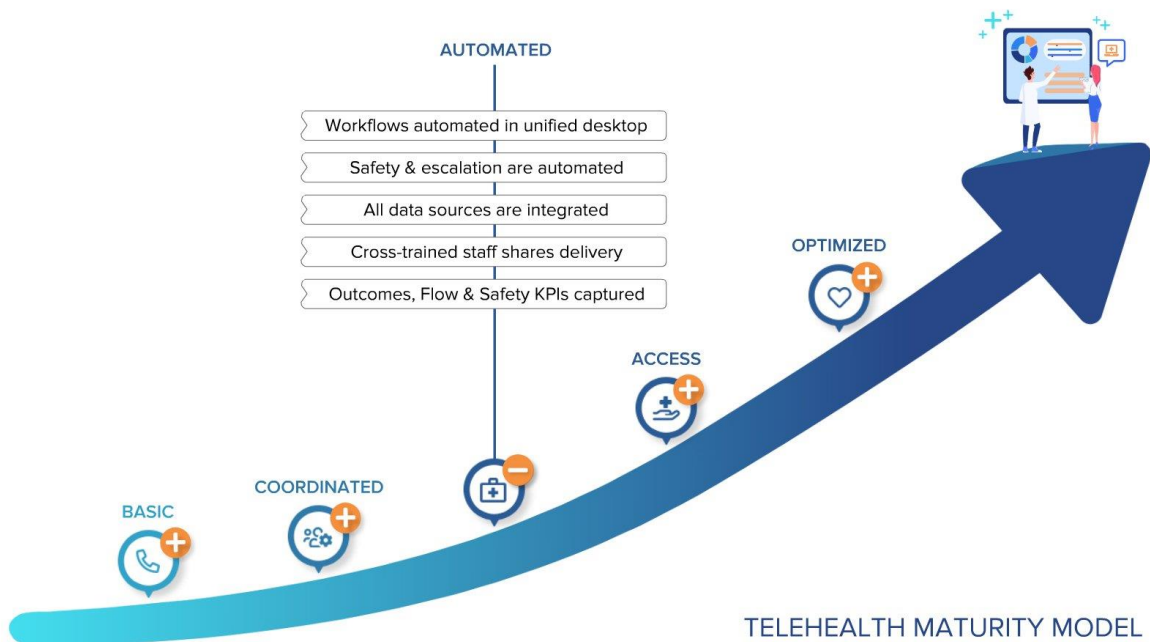 AUTOMATED
Workflows automated in unified desktop
Safety & escalation are automated
All data sources are integrated
Cross-trained staff shares delivery
Outcomes, Flow & Safety KPIs captured
OPTIMIZED
ACCESS
COORDINATED
BASIC
TELEHEALTH MATURITY MODEL